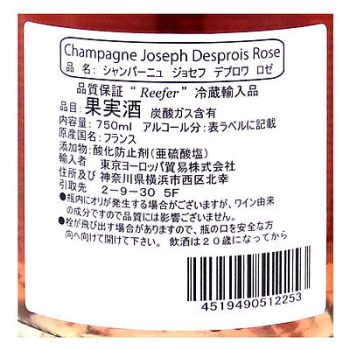 Champagne Joseph Desprois Rose
品 名: シャンパーニュ ジョセフ デプロワ ロゼ
品質保証 “ Reefer” 冷蔵輸入品
品目: 果実酒 炭酸ガス含有
内容量: 750ml アルコール分: 表ラベルに記載
原産国名: フランス
添加物: 酸化防止剤(亜硫酸塩)
輸入者 東京ヨーロッパ貿易株式会社
住所及び 神奈川県横浜市西区北幸
引取先 2-9-30 5F
●瓶内にオリが発生する場合がございますが、ワイン由来
の成分ですので品質には影響ございません。
●栓が飛び出す場合がありますので、瓶の口を安全な方
向へ向けて開けて下さい。 飲酒は20歳になってから
4519490512253